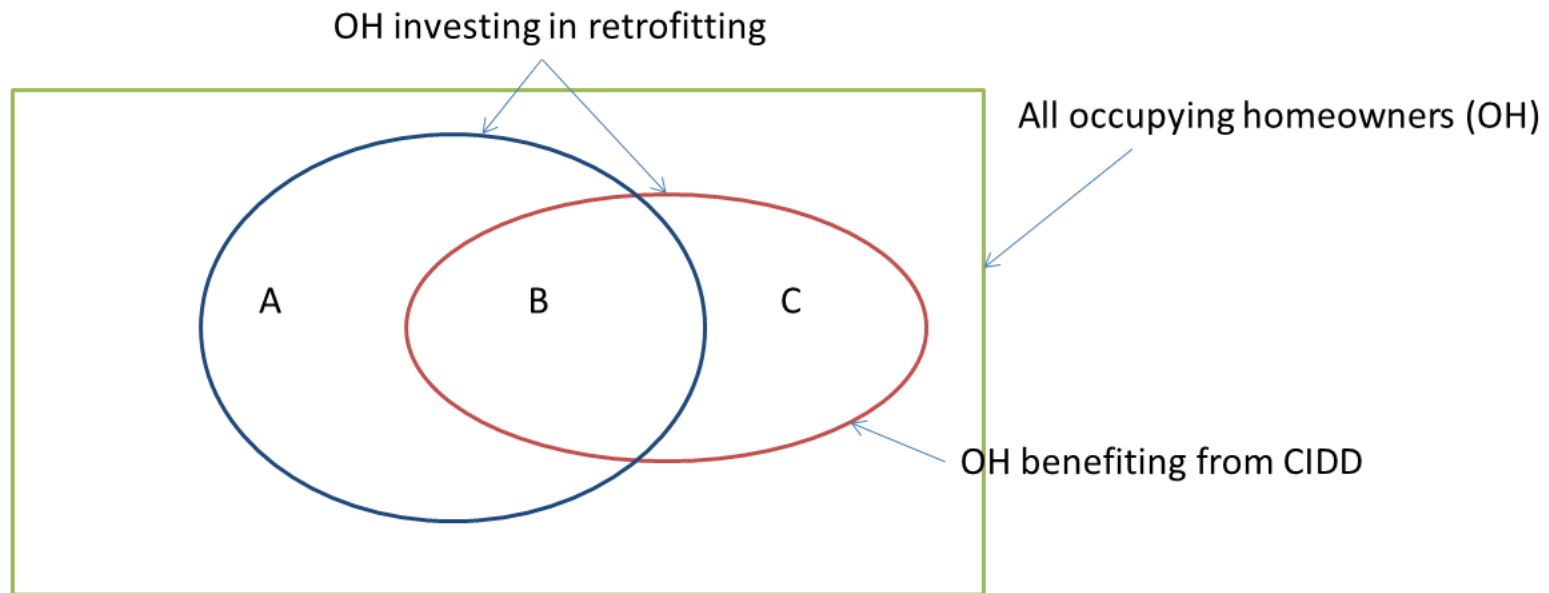 OH investing in retrofitting
All occupying homeowners (OH)
A
B
C
OH benefiting from CIDD